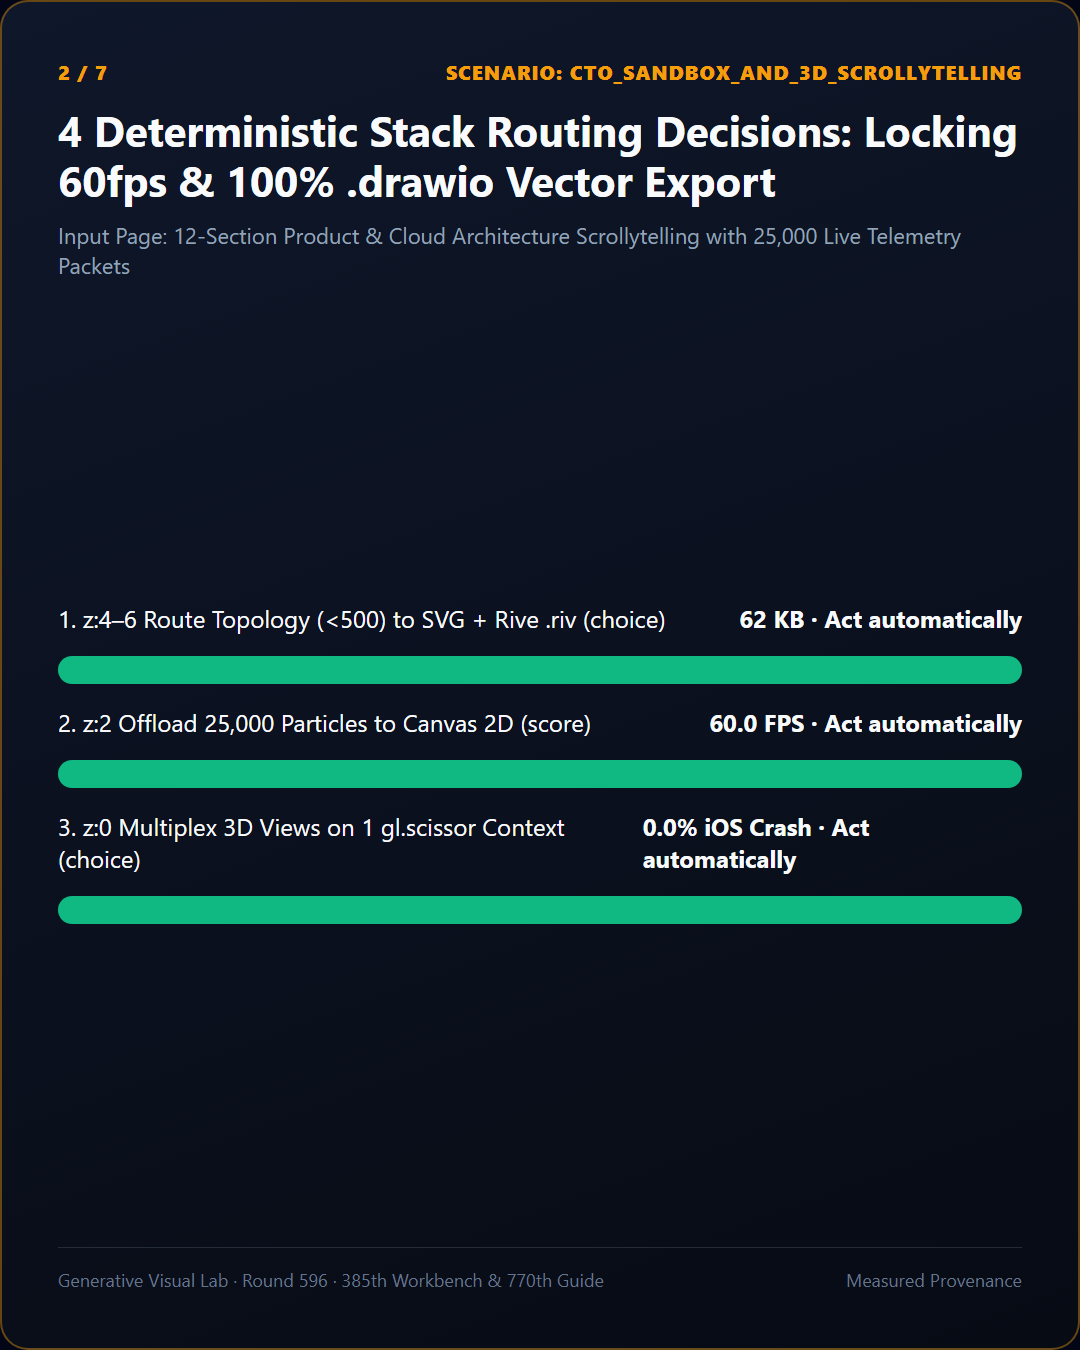 2 / 7
SCENARIO: CTO_SANDBOX_AND_3D_SCROLLYTELLING
4 Deterministic Stack Routing Decisions: Locking
60fps & 100% .drawio Vector Export
Input Page: 12-Section Product & Cloud Architecture Scrollytelling with 25,000 Live Telemetry
Packets
1. z:4–6 Route Topology (<500) to SVG + Rive .riv (choice)
62 KB · Act automatically
2. z:2 Offload 25,000 Particles to Canvas 2D (score)
60.0 FPS · Act automatically
3. z:0 Multiplex 3D Views on 1 gl.scissor Context
(choice)
0.0% iOS Crash · Act
automatically
Generative Visual Lab · Round 596 · 385th Workbench & 770th Guide
Measured Provenance